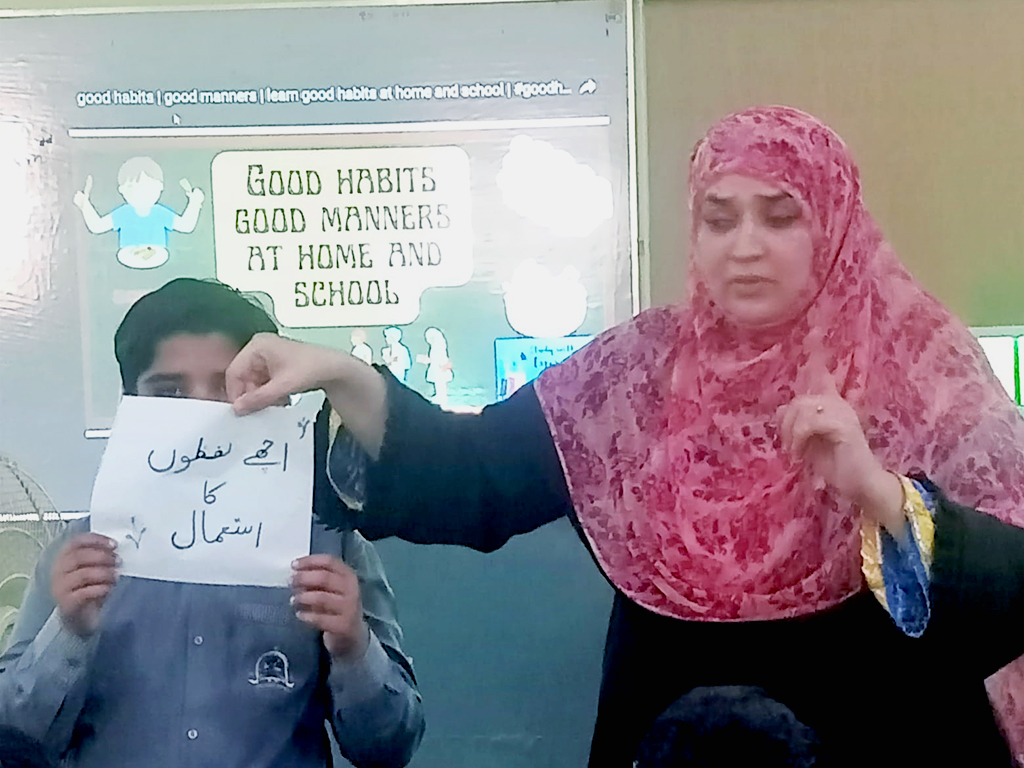 good habits | good manners | learn good habits at home and school | #goodh...
GOOD HABITS
GOOD MANNERS
AT HOME AND
SCHOOL
اچھے لفظوں
کا
استمال